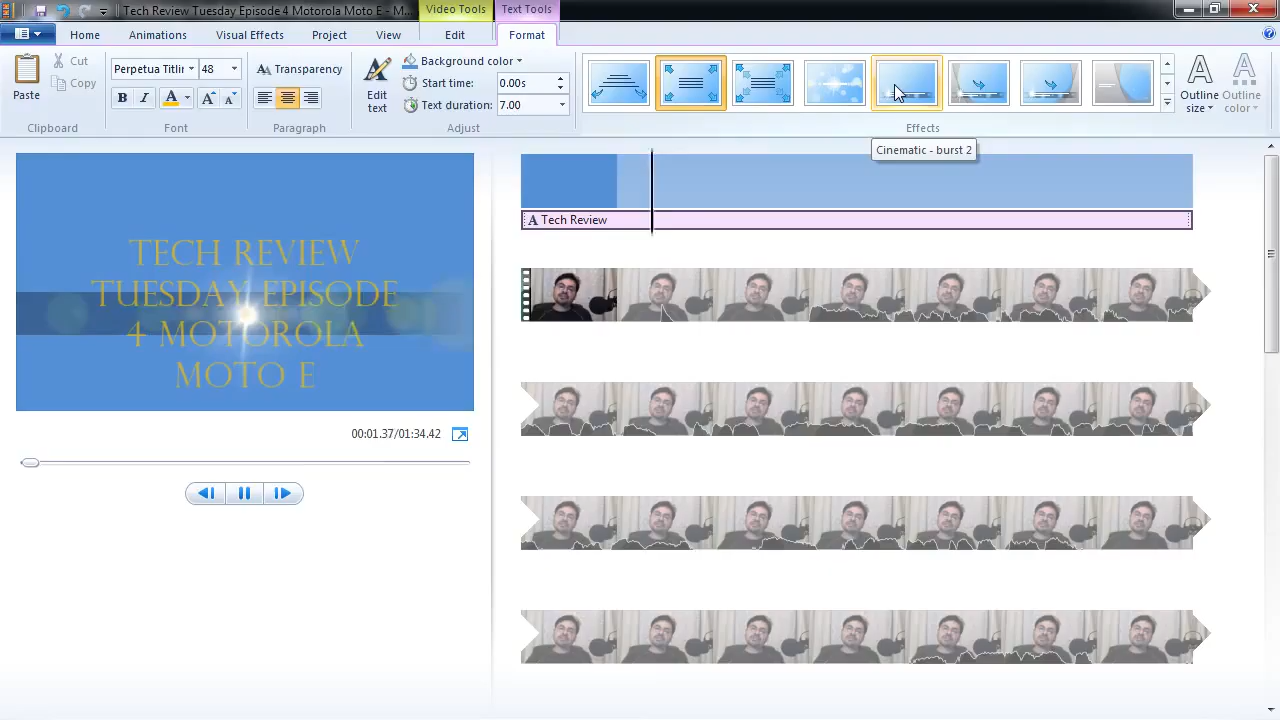 Tech Review Tuesday Episode 4 Motorola Moto E - M...
Video Tools
Text Tools
Home
Animations
Visual Effects
Project
View
Edit
Format
Paste
Cut
Copy
Clipboard
Perpetua Titli
48
B I A A A
Font
Transparency
Paragraph
Edit
text
Background color
Start time: 0.00s
Text duration: 7.00
Adjust
Effects
A
Outline
size
A
Outline
color
Cinematic - burst 2
TECH REVIEW
TUESDAY EPISODE
4 MOTOROLA
MOTO E
00:01.37/01:34.42
A Tech Review